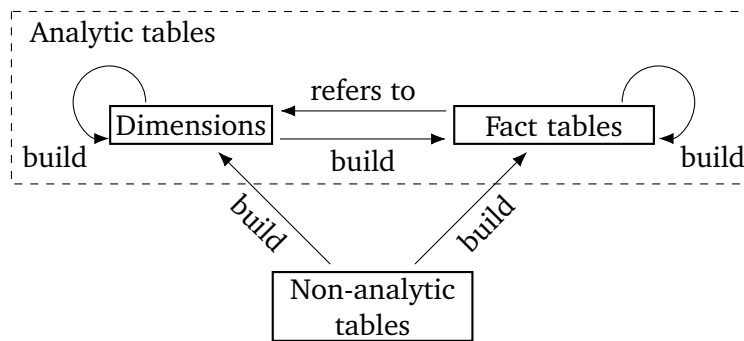 Analytic tables
refers to
Dimensions
Fact tables
build
build
build
build
build
Non-analytic
tables